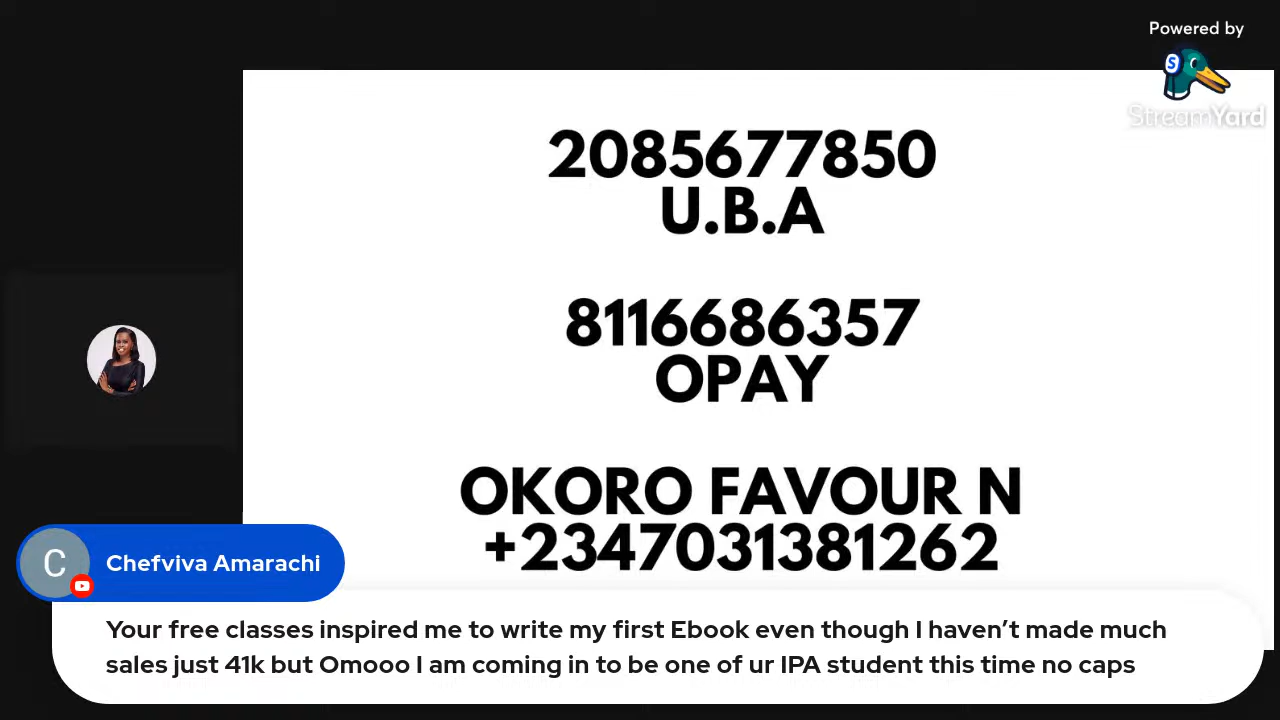 Powered by
StreamYard
2085677850
U.B.A
8116686357
OPAY
OKORO FAVOUR N
+2347031381262
C
Chefviva Amarachi
Your free classes inspired me to write my first Ebook even though I haven’t made much
sales just 41k but Omooo I am coming in to be one of ur IPA student this time no caps